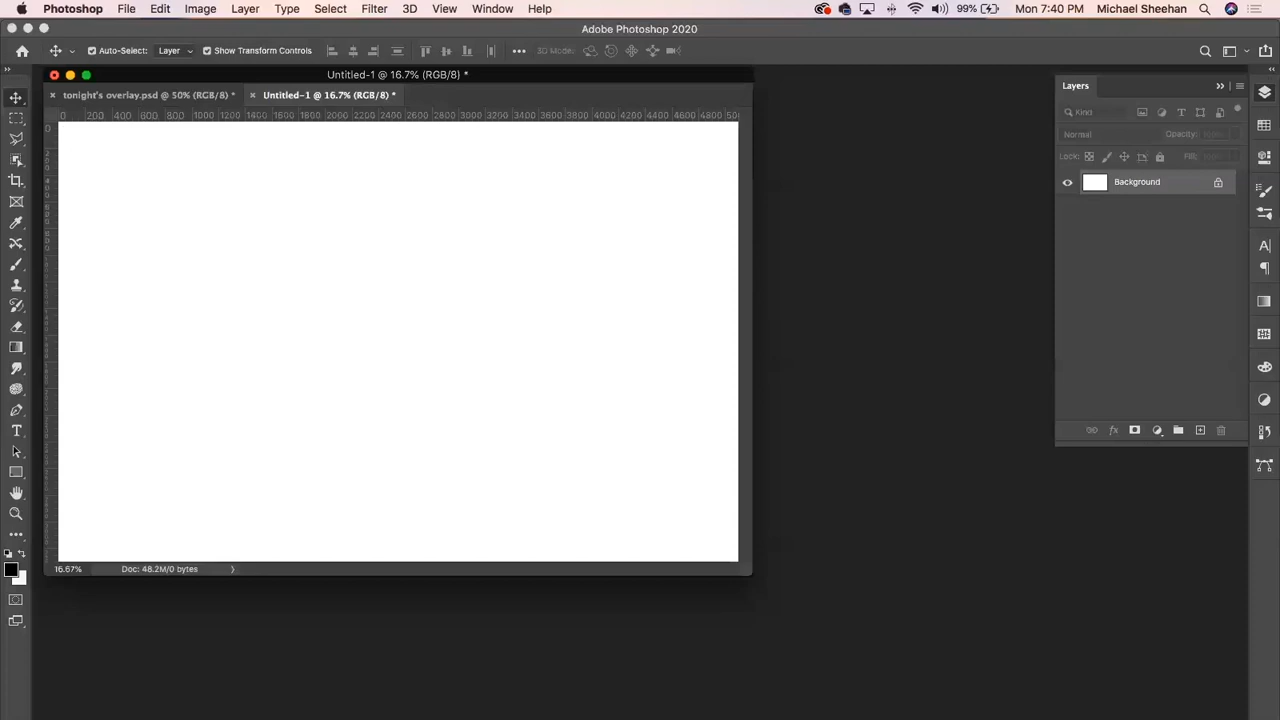 Photoshop File Edit Image Layer Type Select Filter 3D View Window Help 99% Mon 7:40 PM Michael Sheehan
Adobe Photoshop 2020
Auto-Select: Layer Show Transform Controls 3D Mode:
Untitled-1 @ 16.7% (RGB/8) *
tonight's overlay.psd @ 50% (RGB/8) * Untitled-1 @ 16.7% (RGB/8) *
0 200 400 600 800 1000 1200 1400 1600 1800 2000 2200 2400 2600 2800 3000 3200 3400 3600 3800 4000 4200 4400 4600 4800
Layers
Kind
Normal Opacity: 100%
Lock: Fill: 100%
Background
16.67% Doc: 48.2M/0 bytes